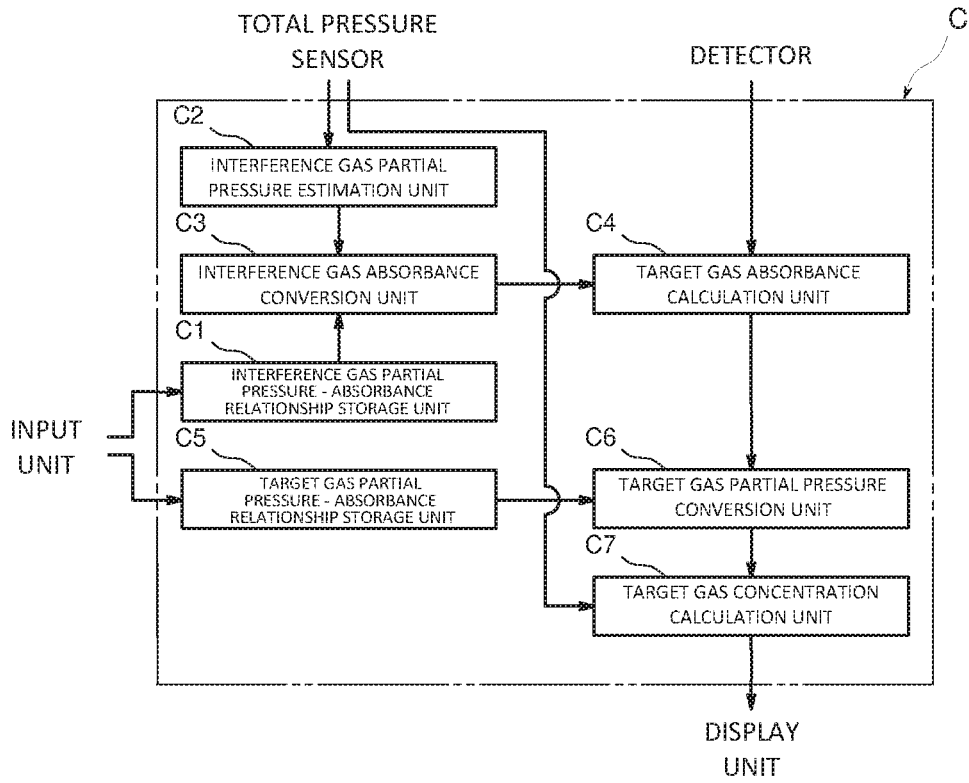 TOTAL PRESSURE
SENSOR
DETECTOR
C
C2
INTERFERENCE GAS PARTIAL
PRESSURE ESTIMATION UNIT
C3
INTERFERENCE GAS ABSORBANCE
CONVERSION UNIT
C4
TARGET GAS ABSORBANCE
CALCULATION UNIT
C1
INTERFERENCE GAS PARTIAL
PRESSURE - ABSORBANCE
RELATIONSHIP STORAGE UNIT
INPUT
UNIT
C5
TARGET GAS PARTIAL
PRESSURE - ABSORBANCE
RELATIONSHIP STORAGE UNIT
C6
TARGET GAS PARTIAL PRESSURE
CONVERSION UNIT
C7
TARGET GAS CONCENTRATION
CALCULATION UNIT
DISPLAY
UNIT